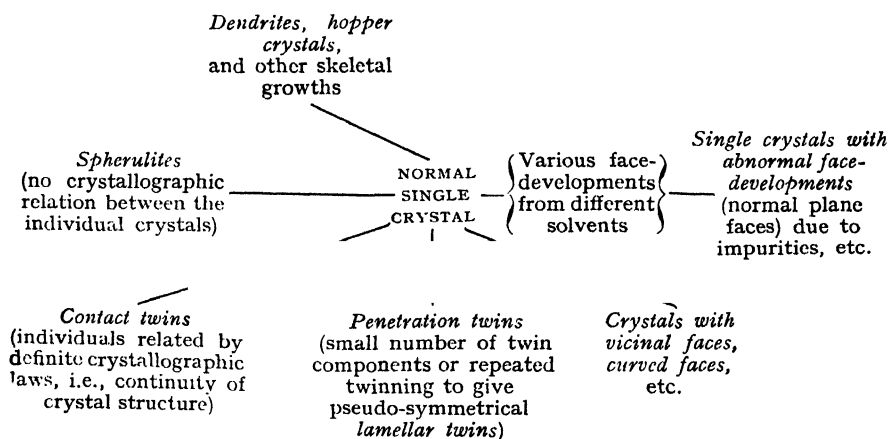 Dendrites, hopper
crystals,
and other skeletal
growths
Spherulites
(no crystallographic
relation between the
individual crystals)
NORMAL
SINGLE
CRYSTAL
Various face-
developments
from different
solvents
Single crystals with
abnormal face-
developments
(normal plane
faces) due to
impurities, etc.
Contact twins
(individuals related by
definite crystallographic
laws, i.e., continuity of
crystal structure)
Penetration twins
(small number of twin
components or repeated
twinning to give
pseudo-symmetrical
lamellar twins)
Crystals with
vicinal faces,
curved faces,
etc.